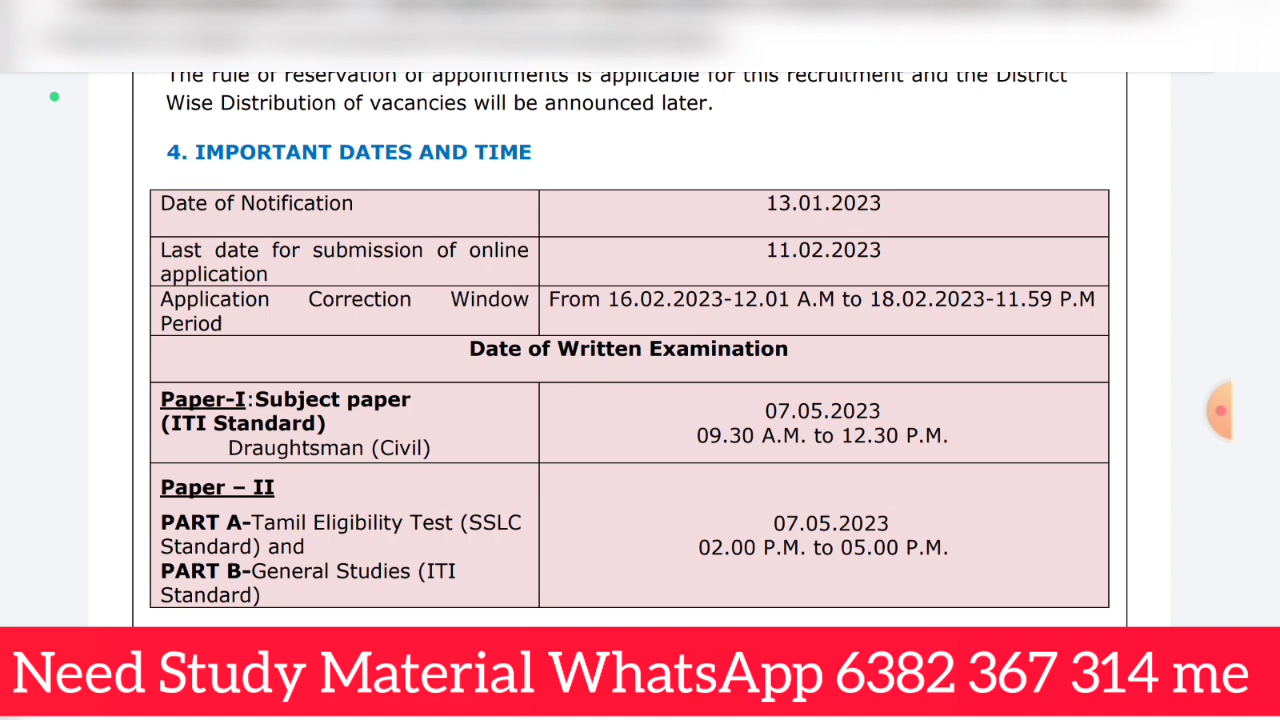 The rule of reservation of appointments is applicable for this recruitment and the District
Wise Distribution of vacancies will be announced later.
4. IMPORTANT DATES AND TIME
Date of Notification
13.01.2023
Last date for submission of online
application
11.02.2023
Application Correction Window
Period
From 16.02.2023-12.01 A.M to 18.02.2023-11.59 P.M
Date of Written Examination
Paper-I:Subject paper
(ITI Standard)
Draughtsman (Civil)
07.05.2023
09.30 A.M. to 12.30 P.M.
Paper – II
PART A-Tamil Eligibility Test (SSLC
Standard) and
PART B-General Studies (ITI
Standard)
07.05.2023
02.00 P.M. to 05.00 P.M.
Need Study Material WhatsApp 6382 367 314 me